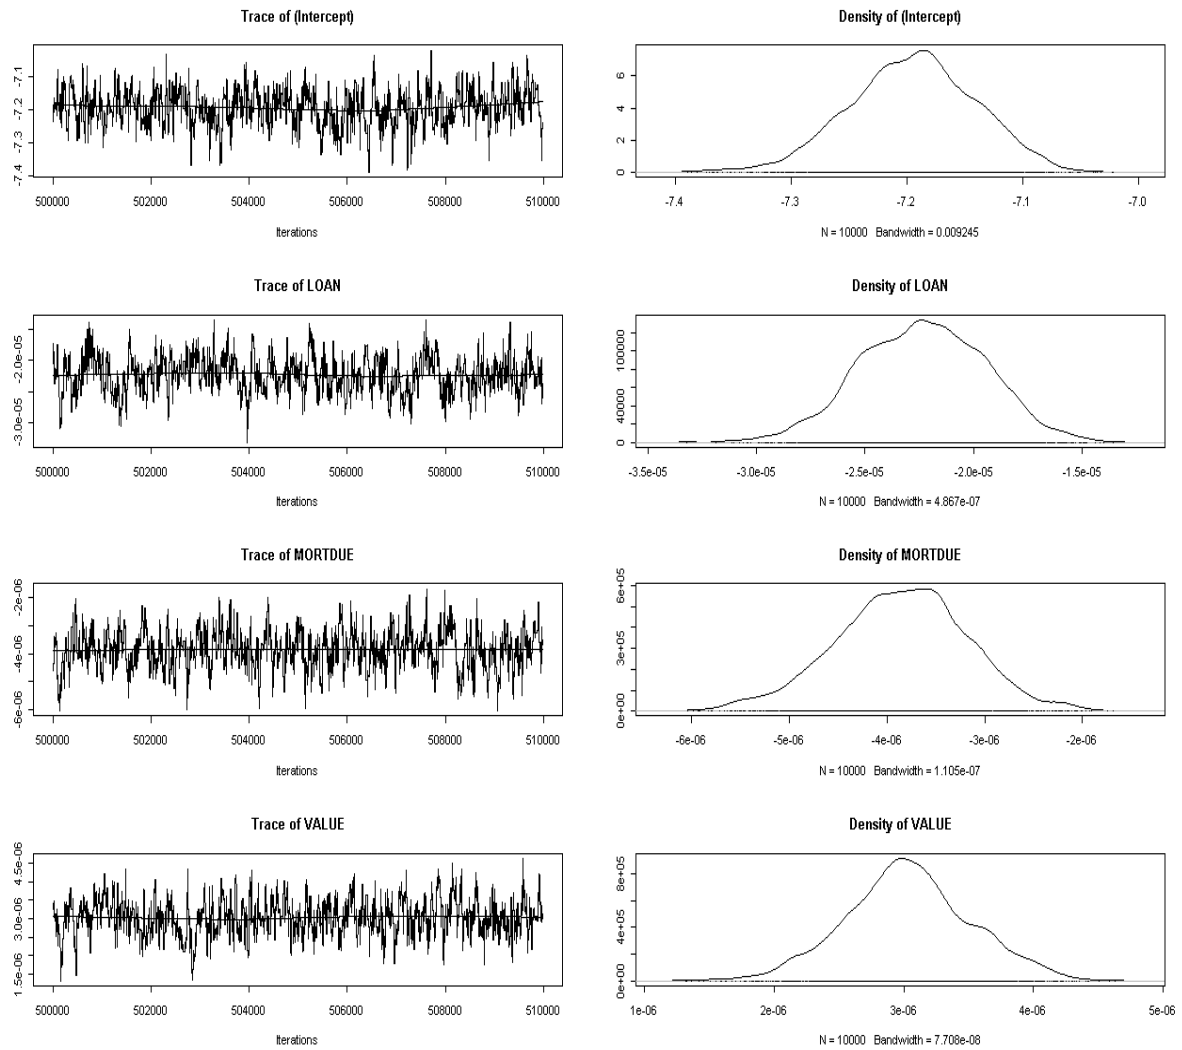 Trace of (Intercept)
-7.1
-7.2
-7.3
-7.4
500000 502000 504000 506000 508000 510000
Iterations
Density of (Intercept)
6
4
2
0
-7.4 -7.3 -7.2 -7.1 -7.0
N = 10000 Bandwidth = 0.009245
Trace of LOAN
-2.0e-05
-3.0e-05
500000 502000 504000 506000 508000 510000
Iterations
Density of LOAN
100000
40000
0
-3.5e-05 -3.0e-05 -2.5e-05 -2.0e-05 -1.5e-05
N = 10000 Bandwidth = 4.867e-07
Trace of MORTDUE
-2e-06
-4e-06
-6e-06
500000 502000 504000 506000 508000 510000
Iterations
Density of MORTDUE
6e+05
3e+05
0e+00
-6e-06 -5e-06 -4e-06 -3e-06 -2e-06
N = 10000 Bandwidth = 1.105e-07
Trace of VALUE
4.5e-06
3.0e-06
1.5e-06
500000 502000 504000 506000 508000 510000
Iterations
Density of VALUE
8e+05
4e+05
0e+00
1e-06 2e-06 3e-06 4e-06 5e-06
N = 10000 Bandwidth = 7.708e-08